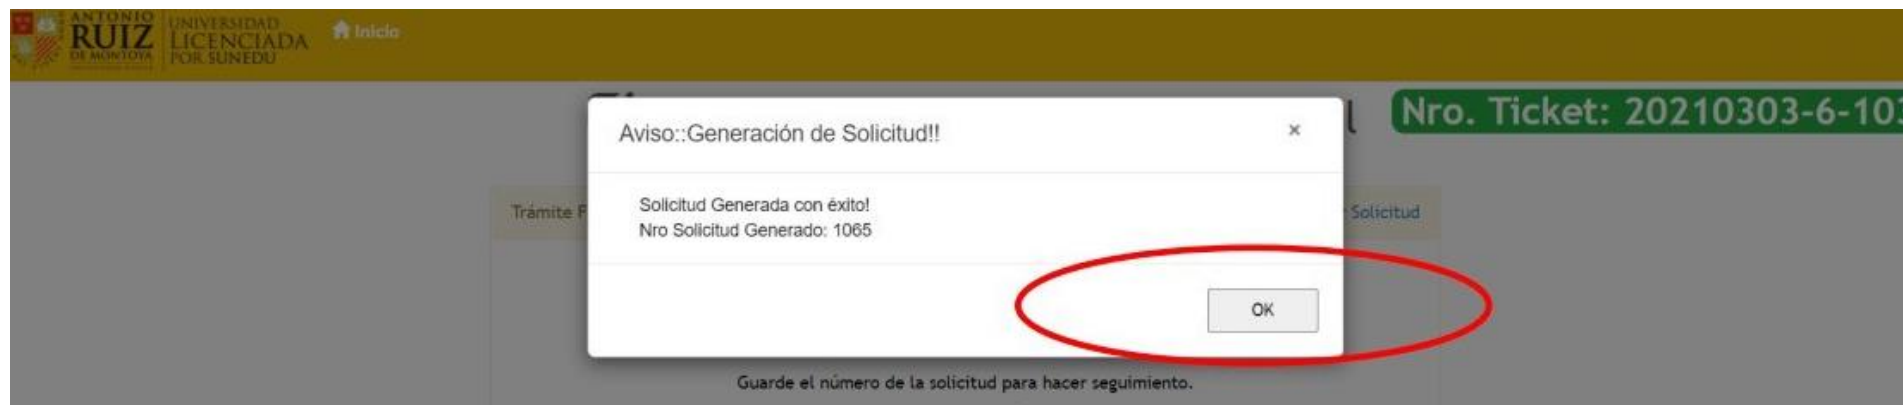 ANTONIO
RUIZ
DE MONTOYA
UNIVERSIDAD
LICENCIADA
POR SUNEDU
Inicio
Nro. Ticket: 20210303-6-103
Aviso::Generación de Solicitud!!
×
Trámite F
Solicitud
Solicitud Generada con éxito!
Nro Solicitud Generado: 1065
OK
Guarde el número de la solicitud para hacer seguimiento.